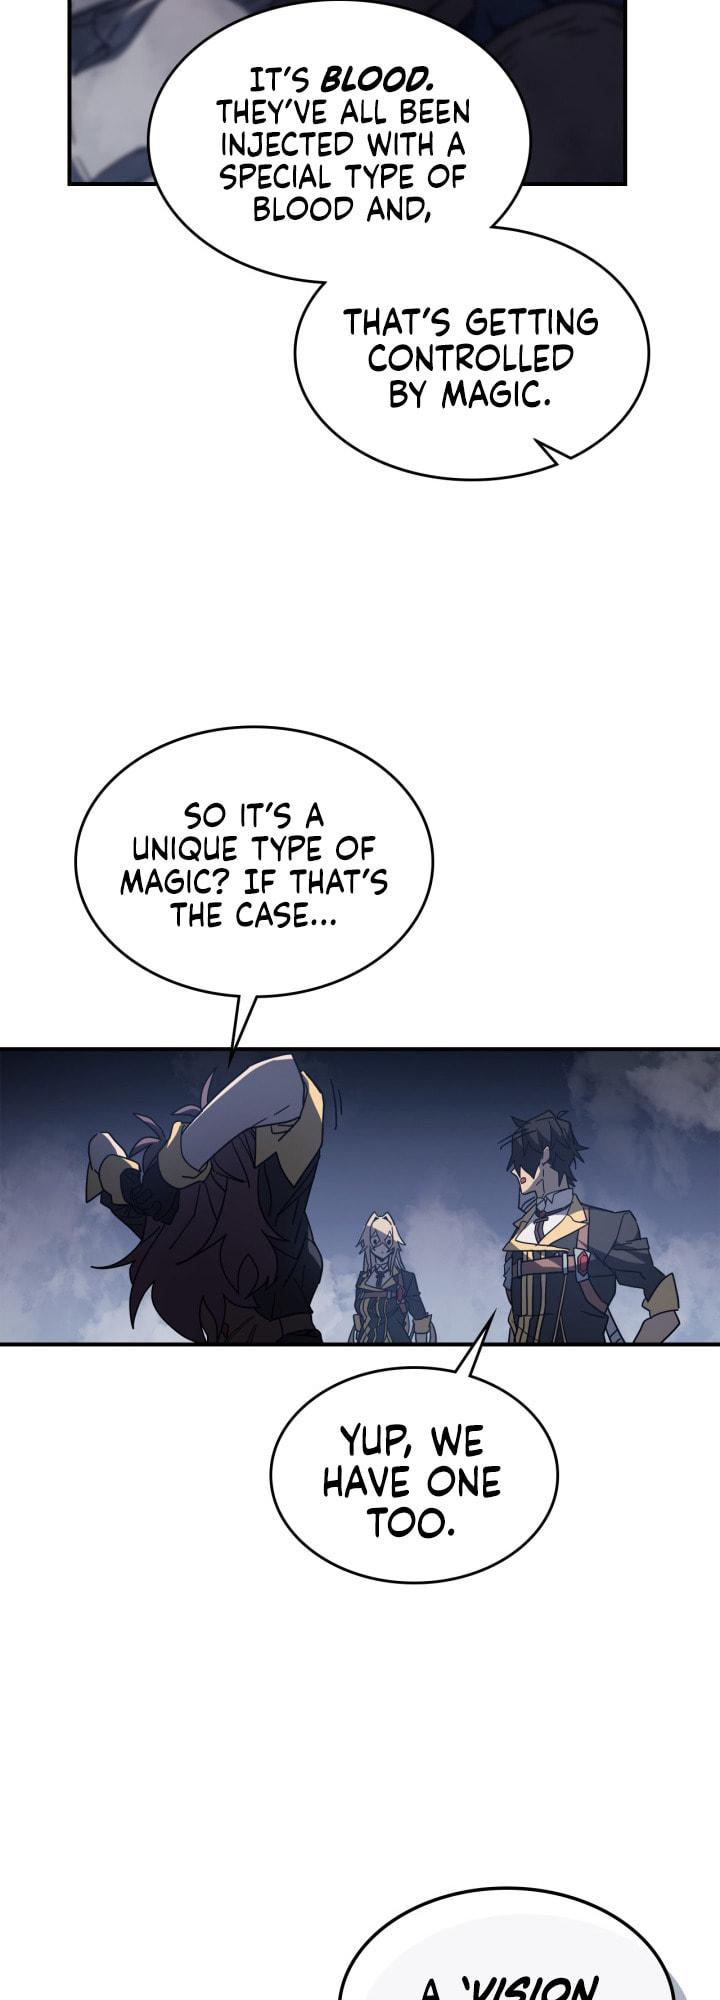 IT'S BLOOD.
THEY'VE ALL BEEN
INJECTED WITH A
SPECIAL TYPE OF
BLOOD AND,
THAT'S GETTING
CONTROLLED
BY MAGIC.
SO IT'S A
UNIQUE TYPE OF
MAGIC? IF THAT'S
THE CASE...
YUP, WE
HAVE ONE
TOO.
A 'VISION